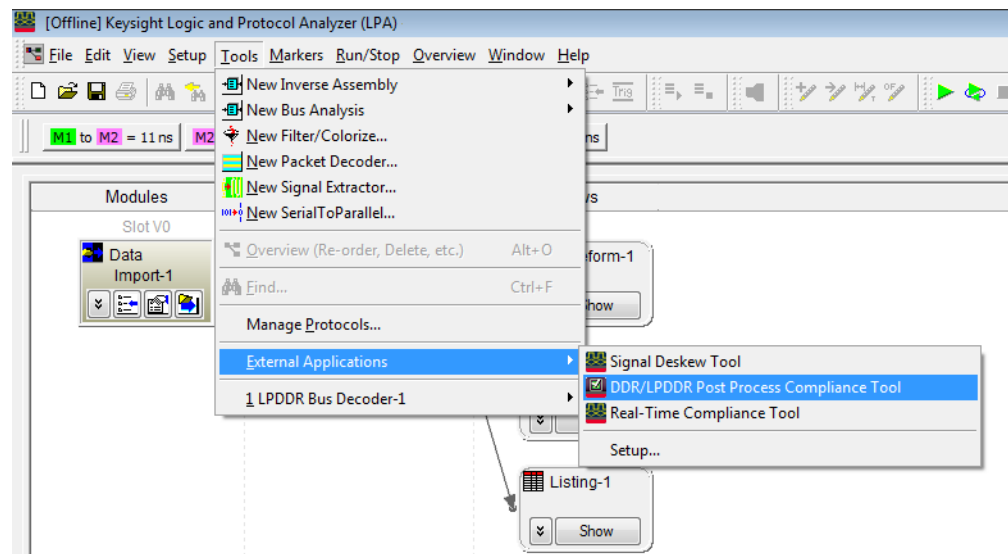 [Offline] Keysight Logic and Protocol Analyzer (LPA)
File Edit View Setup Tools Markers Run/Stop Overview Window Help
Trig
M1 to M2 = 11 ns M2
ns
New Inverse Assembly
New Bus Analysis
New Filter/Colorize...
New Packet Decoder...
New Signal Extractor...
New SerialToParallel...
Overview (Re-order, Delete, etc.) Alt+O
Find... Ctrl+F
Manage Protocols...
External Applications
1 LPDDR Bus Decoder-1
Signal Deskew Tool
DDR/LPDDR Post Process Compliance Tool
Real-Time Compliance Tool
Setup...
Modules
Slot V0
Data
Import-1
form-1
Show
Listing-1
Show